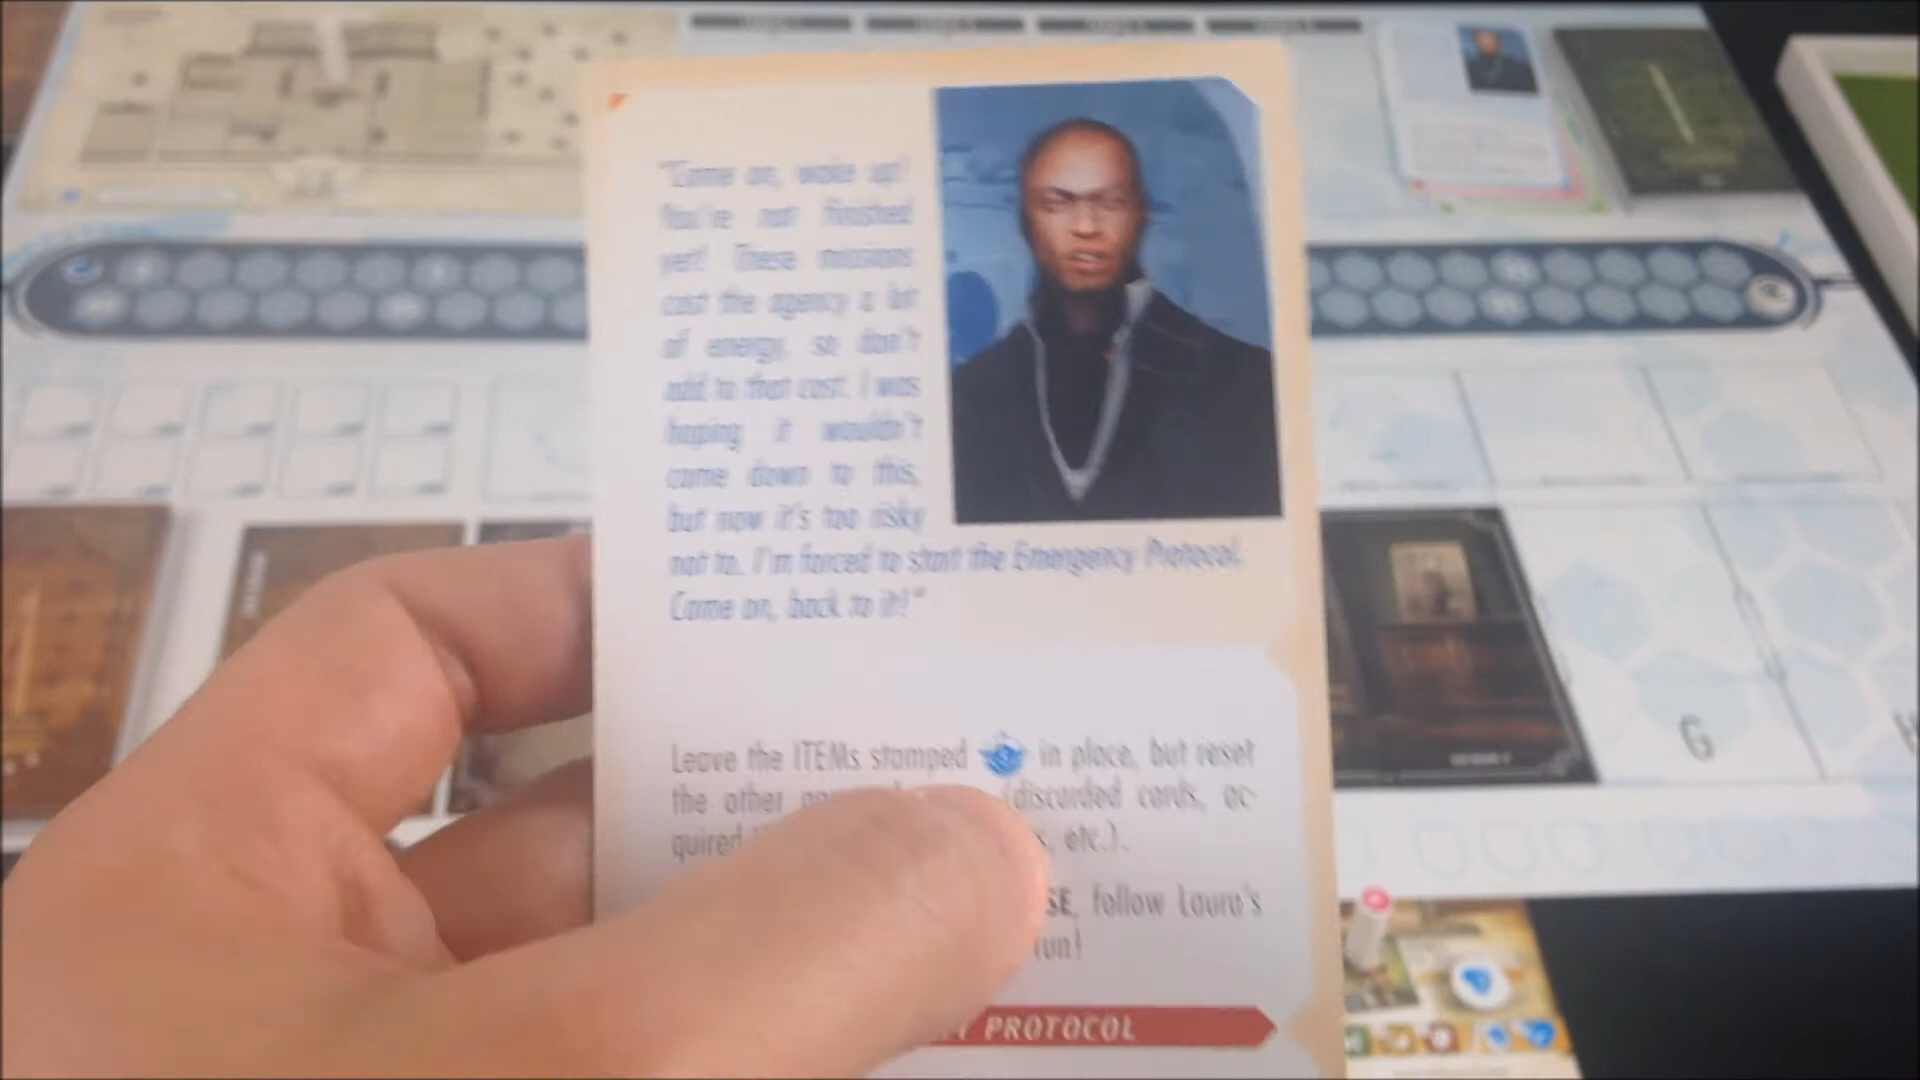 "Come on, wake up!
You're not finished
yet! These missions
cost the agency a lot
of energy, so don't
add to that cost. I was
hoping it wouldn't
come down to this,
but now it's too risky
not to. I'm forced to start the Emergency Protocol.
Come on, back to it!"
Leave the ITEMs stamped in place, but reset
the other (discarded cards, ac-
quired etc.).
follow Laura's
run!
PROTOCOL
G